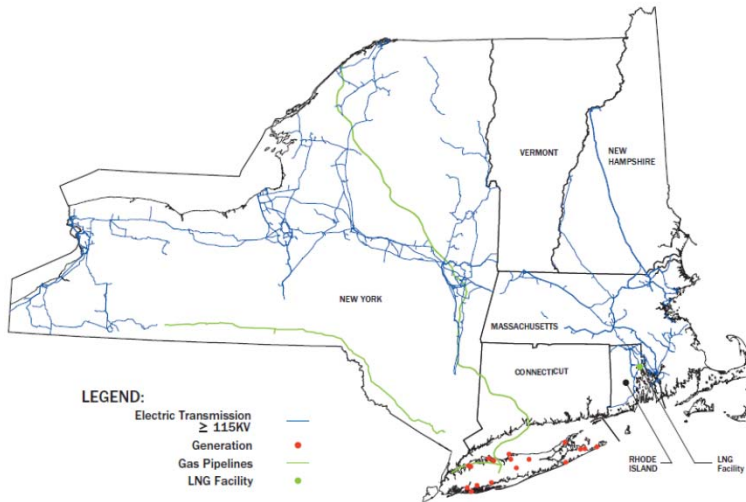 VERMONT
NEW
HAMPSHIRE
NEW YORK
MASSACHUSETTS
CONNECTICUT
LEGEND:
Electric Transmission
≥ 115KV
Generation
Gas Pipelines
LNG Facility
RHODE
ISLAND
LNG
Facility